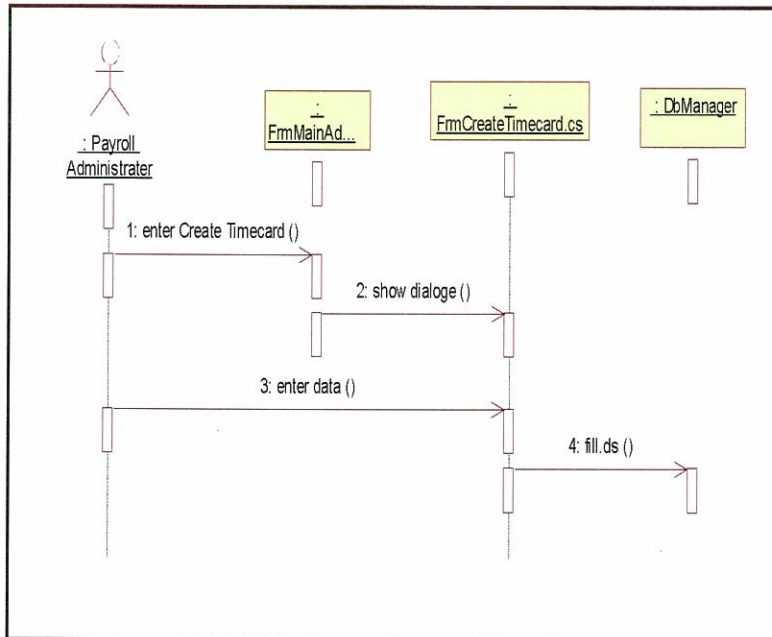 : Payroll
Administrater
:
FrmMainAd...
:
FrmCreateTimecard.cs
: DbManager
1: enter Create Timecard ()
2: show dialoge ()
3: enter data ()
4: fill.ds ()